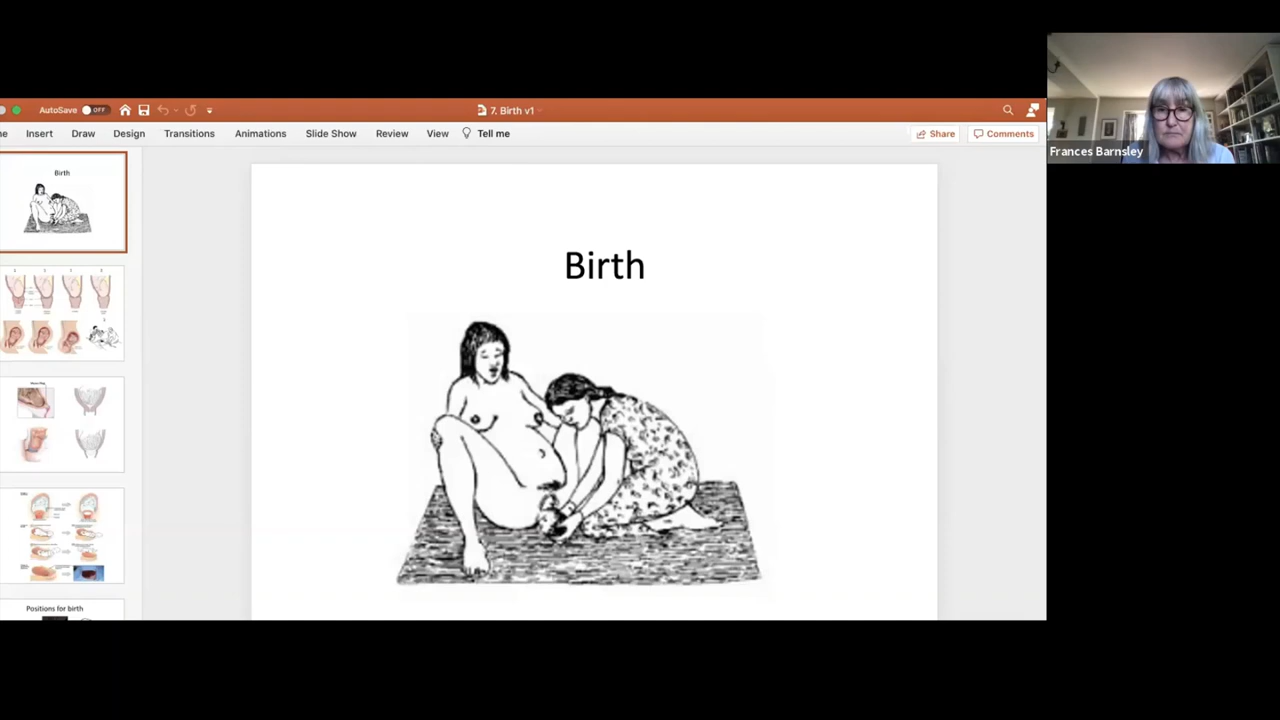 AutoSave OFF
7. Birth v1
me Insert Draw Design Transitions Animations Slide Show Review View Tell me
Share Comments
Birth
Positions for birth
Birth
Frances Barnsley